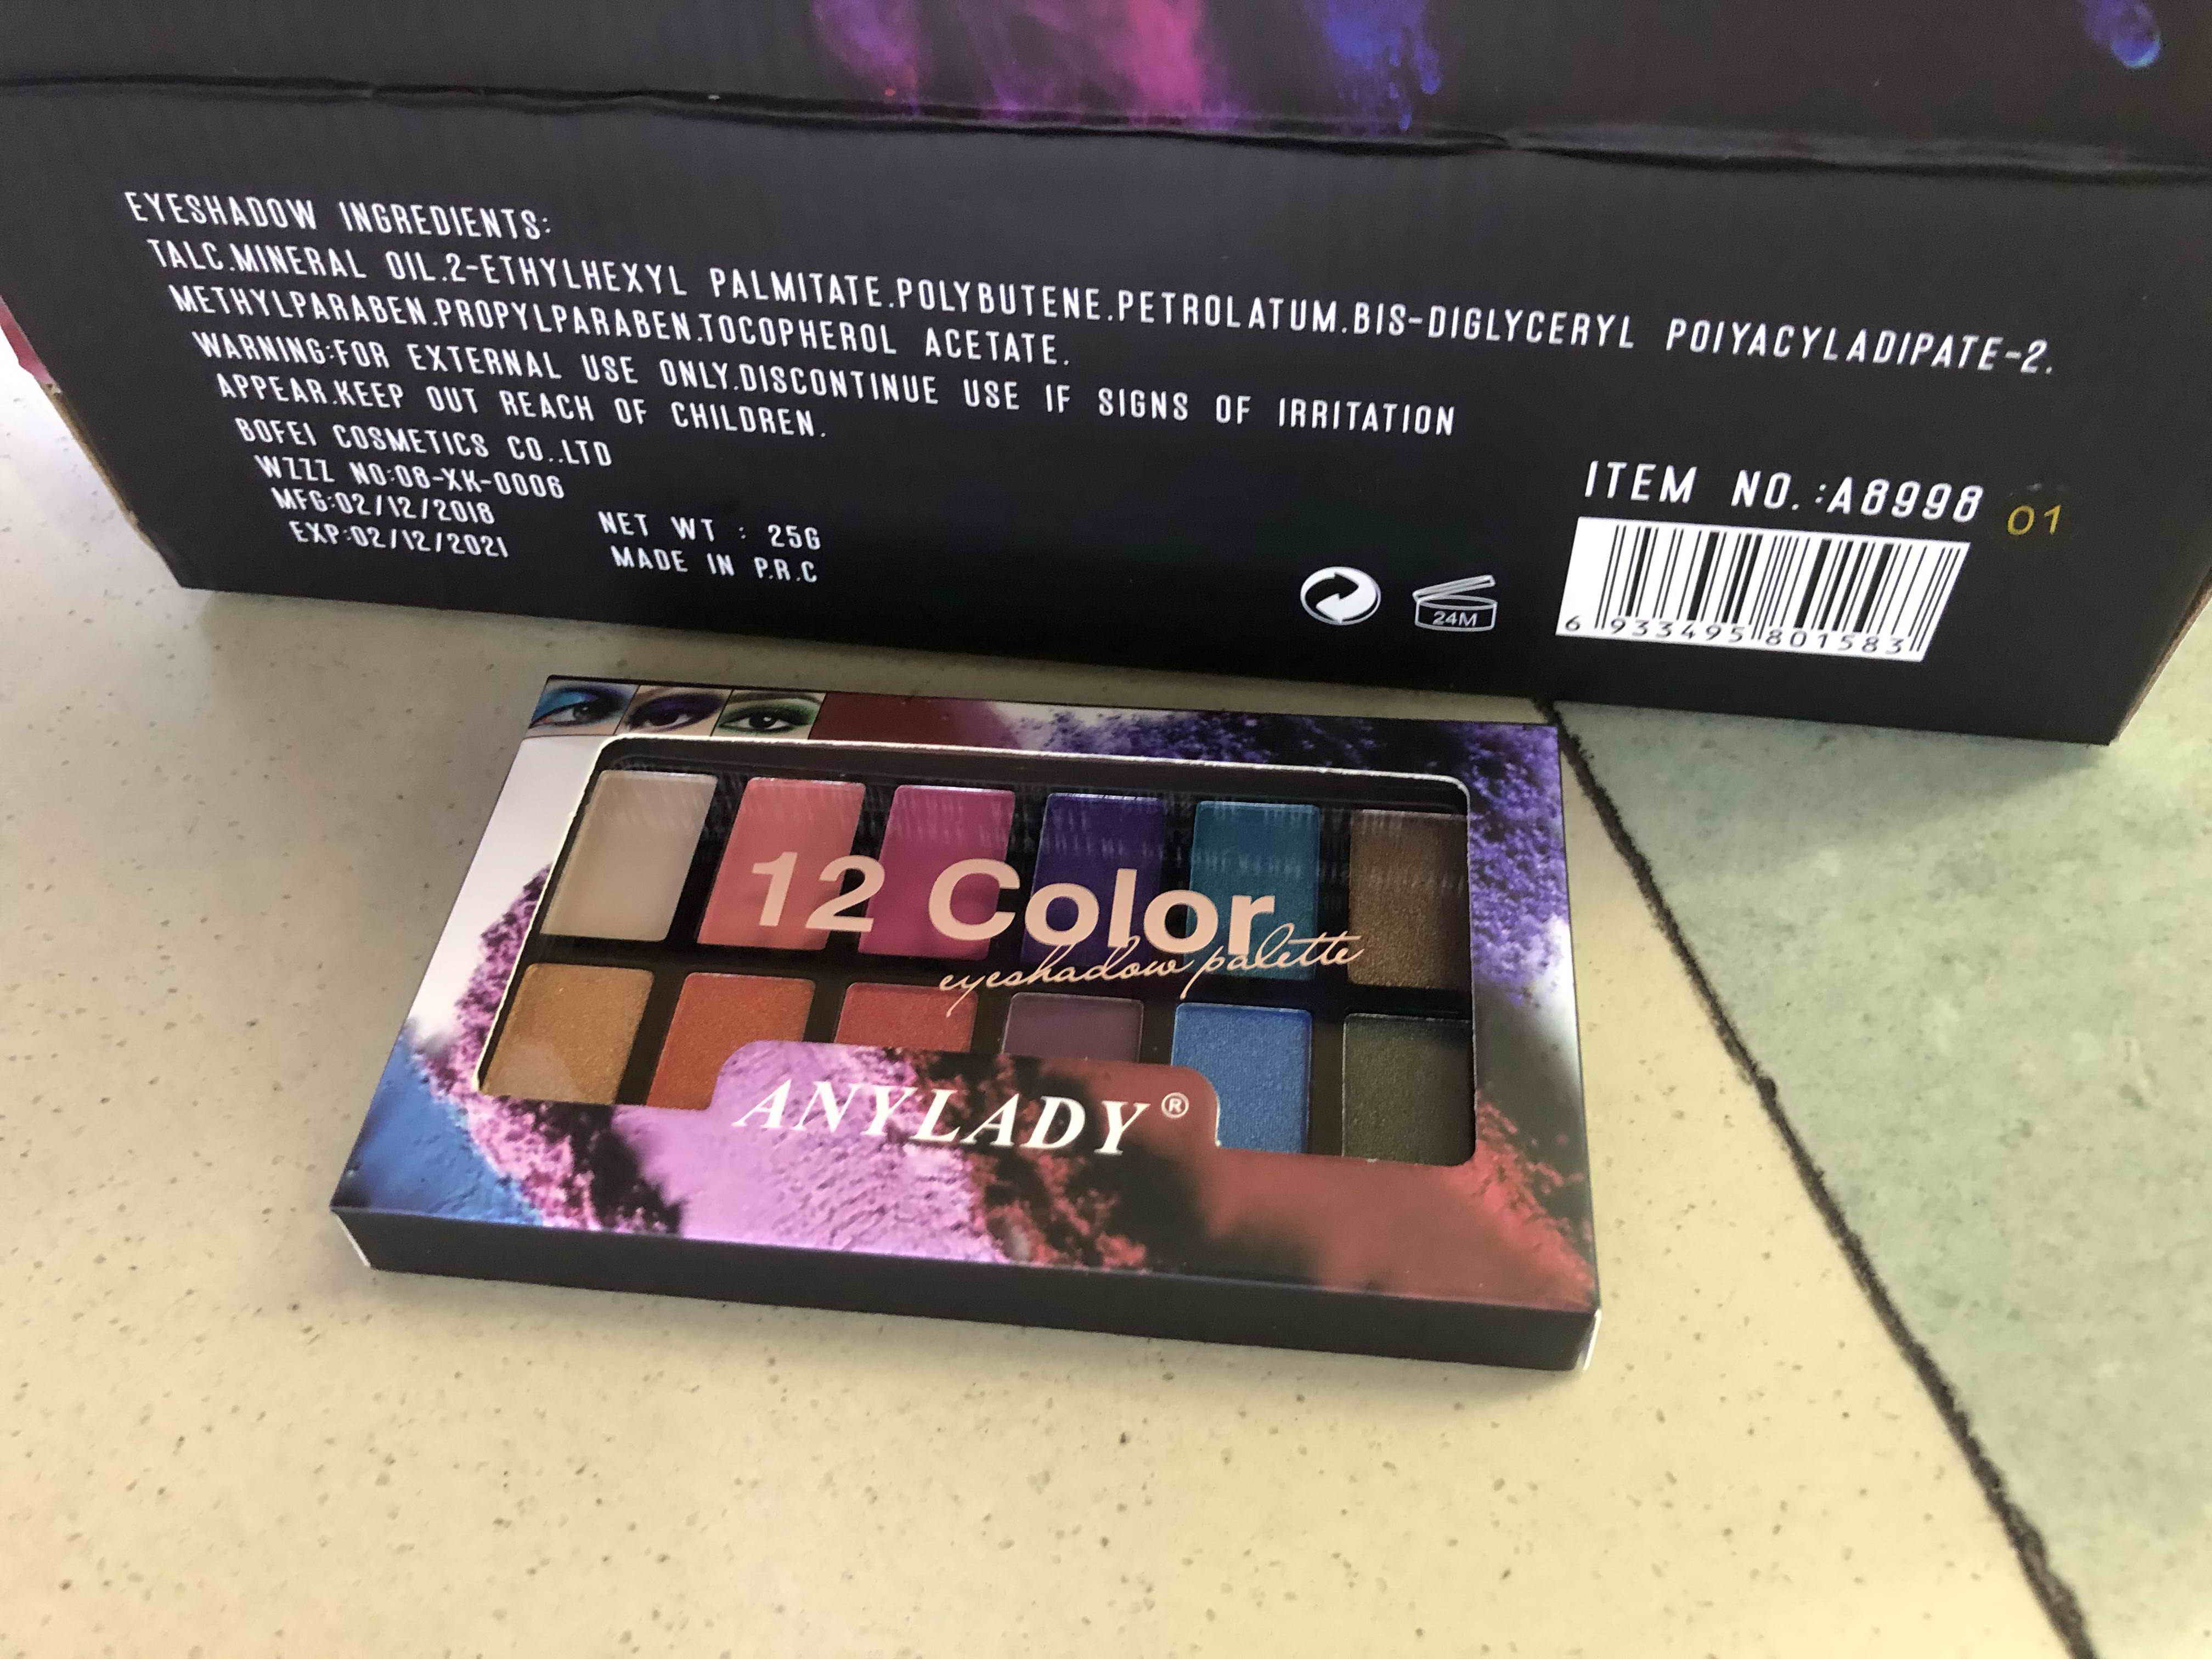 EYESHADOW INGREDIENTS:
TALC.MINERAL OIL.2-ETHYLHEXYL PALMITATE.POLYBUTENE.PETROLATUM.BIS-DIGLYCERYL POIYACYLADIPATE-2.
METHYLPARABEN.PROPYLPARABEN.TOCOPHEROL ACETATE.
WARNING:FOR EXTERNAL USE ONLY.DISCONTINUE USE IF SIGNS OF IRRITATION
APPEAR.KEEP OUT REACH OF CHILDREN.
BOFEI COSMETICS CO..LTD
WZZZ NO:08-XK-0006
MFG:02/12/2018
EXP:02/12/2021
NET WT : 25G
MADE IN P.R.C
24M
ITEM NO.:A8998 01
6 933495 801583
12 Color
eyeshadow palette
ANYLADY®